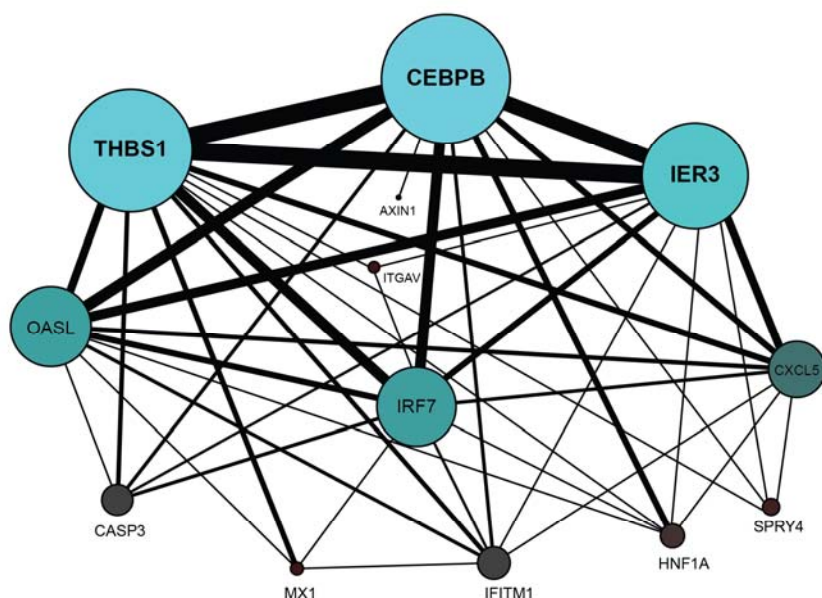 CEBPB
THBS1
IER3
AXIN1
ITGAV
OASL
CXCL5
IRF7
CASP3
SPRY4
HNF1A
MX1
IFITM1